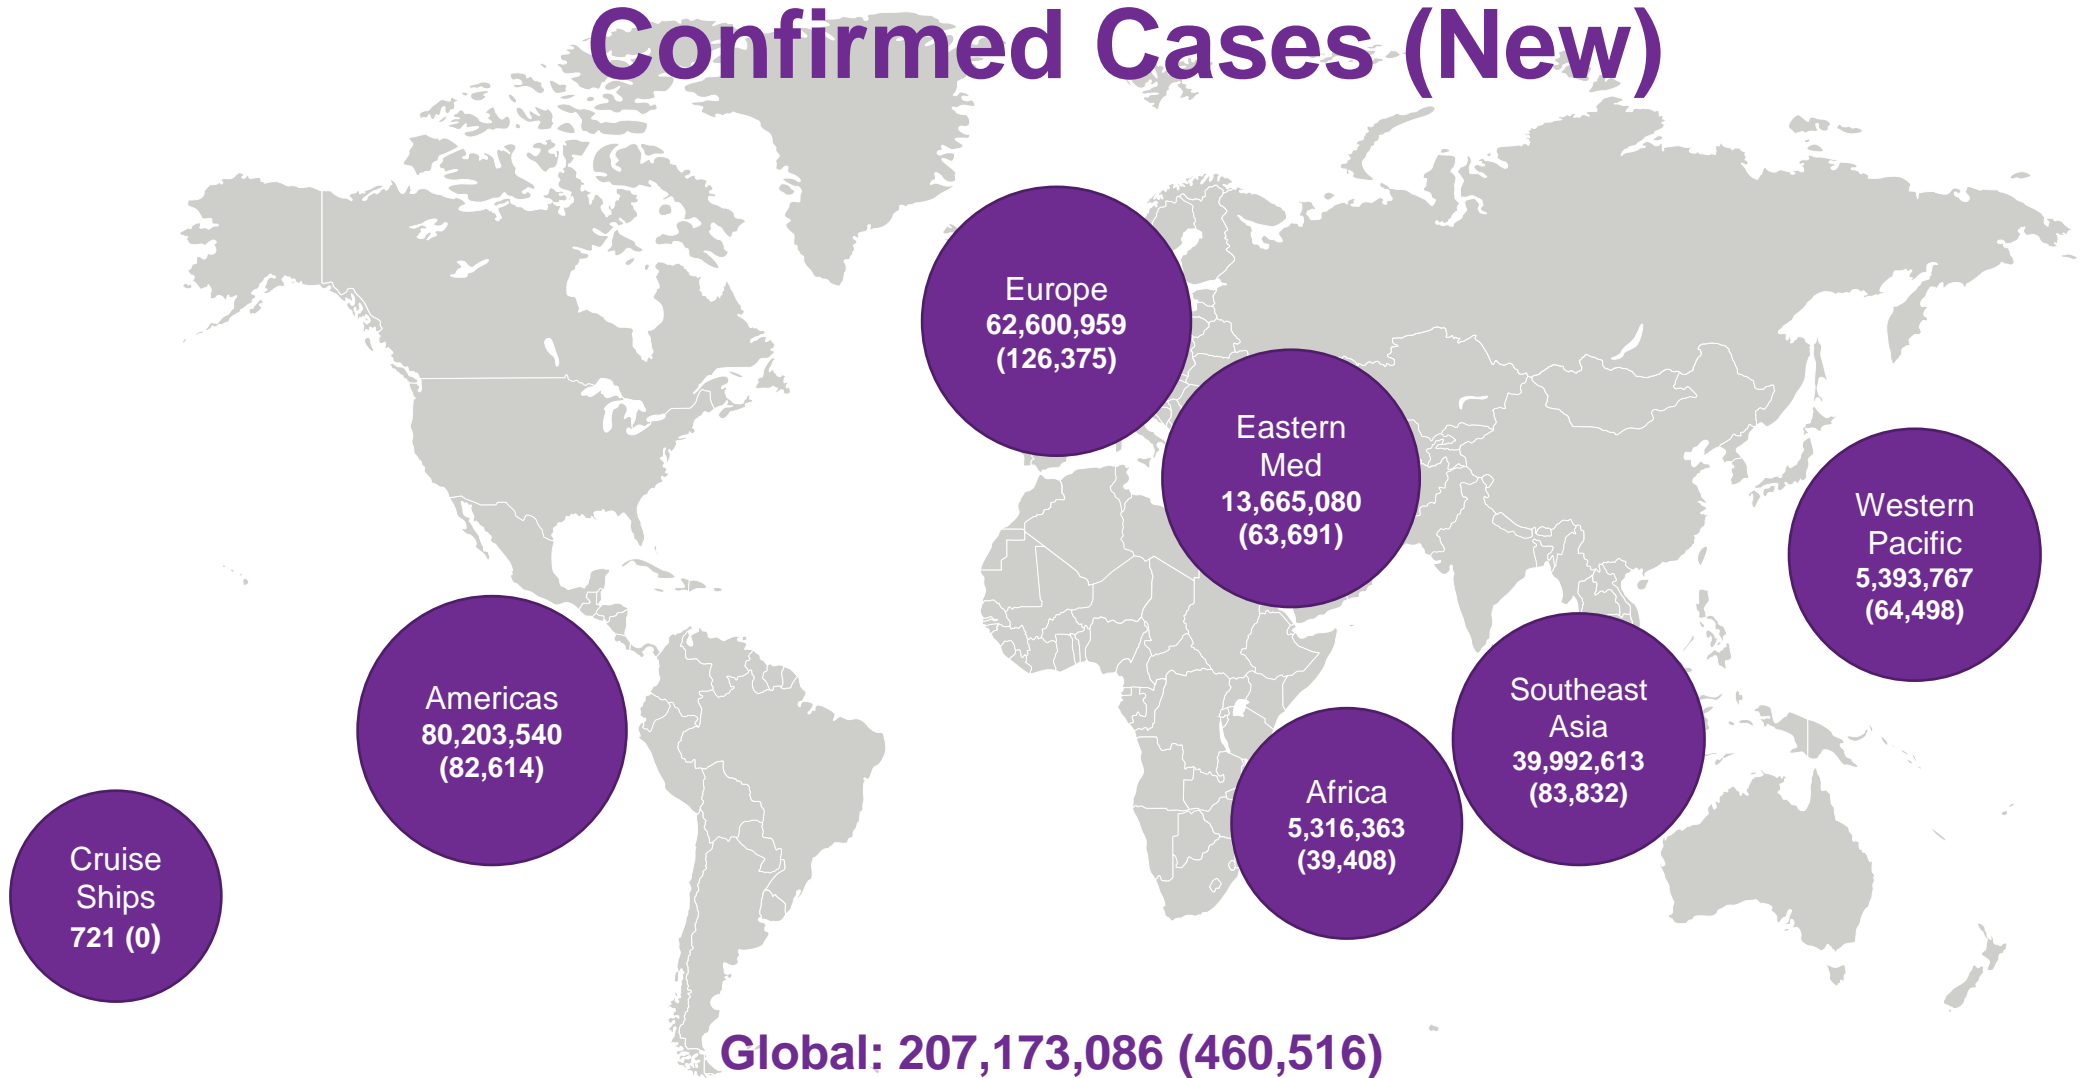 Confirmed Cases (New)
Europe
62,600,959
(126,375)
Eastern
Med
13,665,080
(63,691)
Western
Pacific
5,393,767
(64,498)
Americas
80,203,540
(82,614)
Southeast
Asia
39,992,613
(83,832)
Africa
5,316,363
(39,408)
Cruise
Ships
721 (0)
Global: 207,173,086 (460,516)